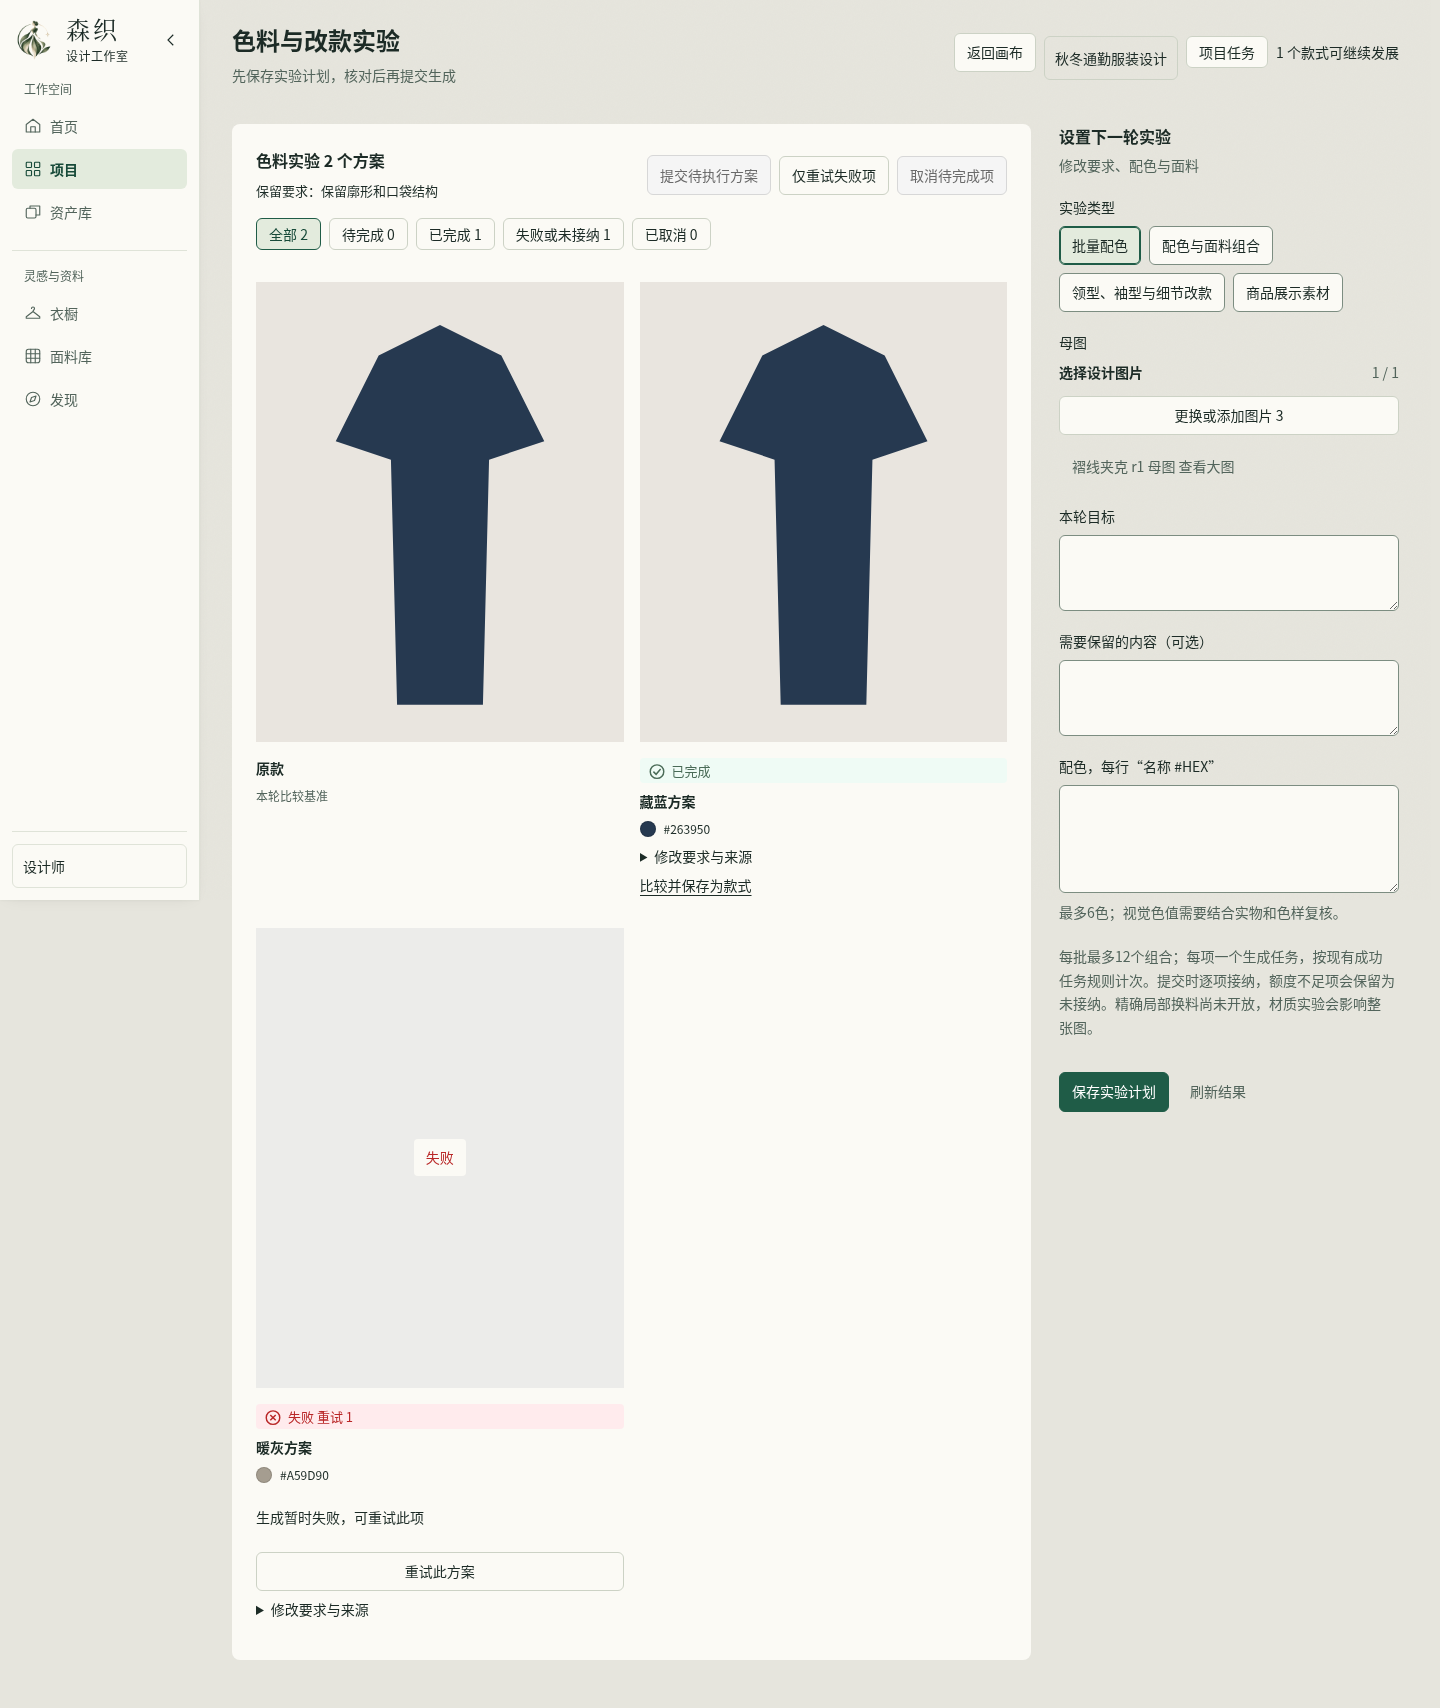 森织
设计工作室
工作空间
首页
项目
资产库
灵感与资料
衣橱
面料库
发现
设计师
色料与改款实验
先保存实验计划，核对后再提交生成
返回画布
秋冬通勤服装设计
项目任务
1 个款式可继续发展
色料实验 2 个方案
保留要求：保留廓形和口袋结构
提交待执行方案
仅重试失败项
取消待完成项
全部 2
待完成 0
已完成 1
失败或未接纳 1
已取消 0
原款
本轮比较基准
已完成
藏蓝方案
#263950
修改要求与来源
比较并保存为款式
失败
失败 重试 1
暖灰方案
#A59D90
生成暂时失败，可重试此项
重试此方案
修改要求与来源
设置下一轮实验
修改要求、配色与面料
实验类型
批量配色
配色与面料组合
领型、袖型与细节改款
商品展示素材
母图
选择设计图片
1 / 1
更换或添加图片 3
褶线夹克 r1 母图 查看大图
本轮目标
需要保留的内容（可选）
配色，每行“名称 #HEX”
最多6色；视觉色值需要结合实物和色样复核。
每批最多12个组合；每项一个生成任务，按现有成功
任务规则计次。提交时逐项接纳，额度不足项会保留为
未接纳。精确局部换料尚未开放，材质实验会影响整
张图。
保存实验计划
刷新结果